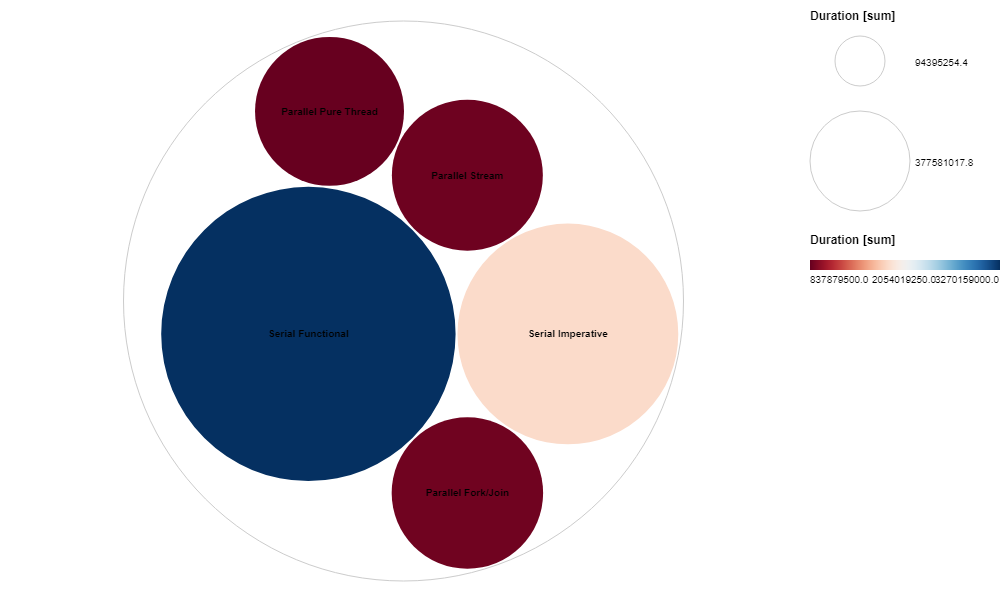 Duration [sum]
94395254.4
377581017.8
Duration [sum]
837879500.0 2054019250.03270159000.0
Parallel Pure Thread
Parallel Stream
Serial Functional
Serial Imperative
Parallel Fork/Join